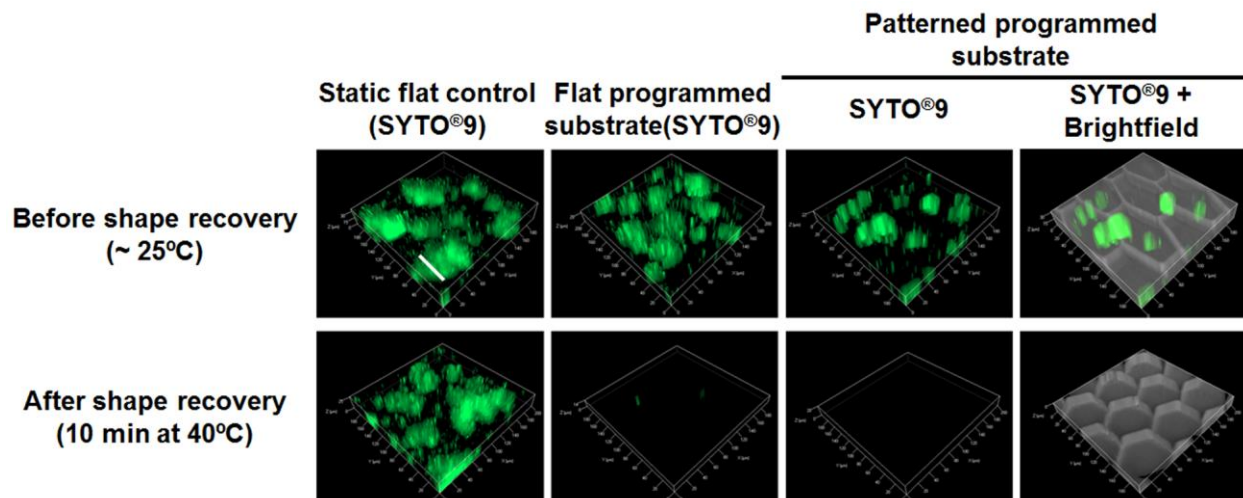 Patterned programmed
substrate
Static flat control
(SYTO®9)
Flat programmed
substrate(SYTO®9)
SYTO®9
SYTO®9 +
Brightfield
Before shape recovery
(~ 25ºC)
After shape recovery
(10 min at 40ºC)